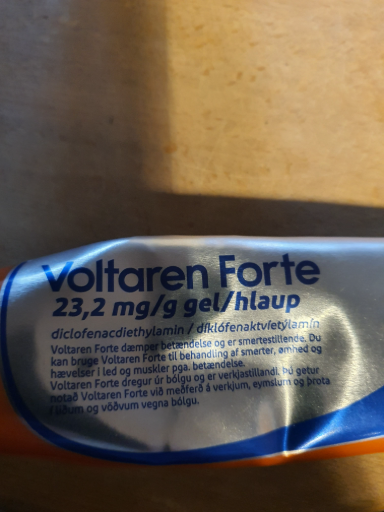 Voltaren Forte
23,2 mg/g gel/hlaup
diclofenacdiethylamin / díklófenaktvíetýlamín
Voltaren Forte dæmper betændelse og er smertestillende. Du
kan bruge Voltaren Forte til behandling af smerter, ømhed og
hævelser i led og muskler pga. betændelse.
Voltaren Forte dregur úr bólgu og er verkjastillandi. Þú getur
notað Voltaren Forte við meðferð á verkjum, eymslum og þrota
í liðum og vöðvum vegna bólgu.